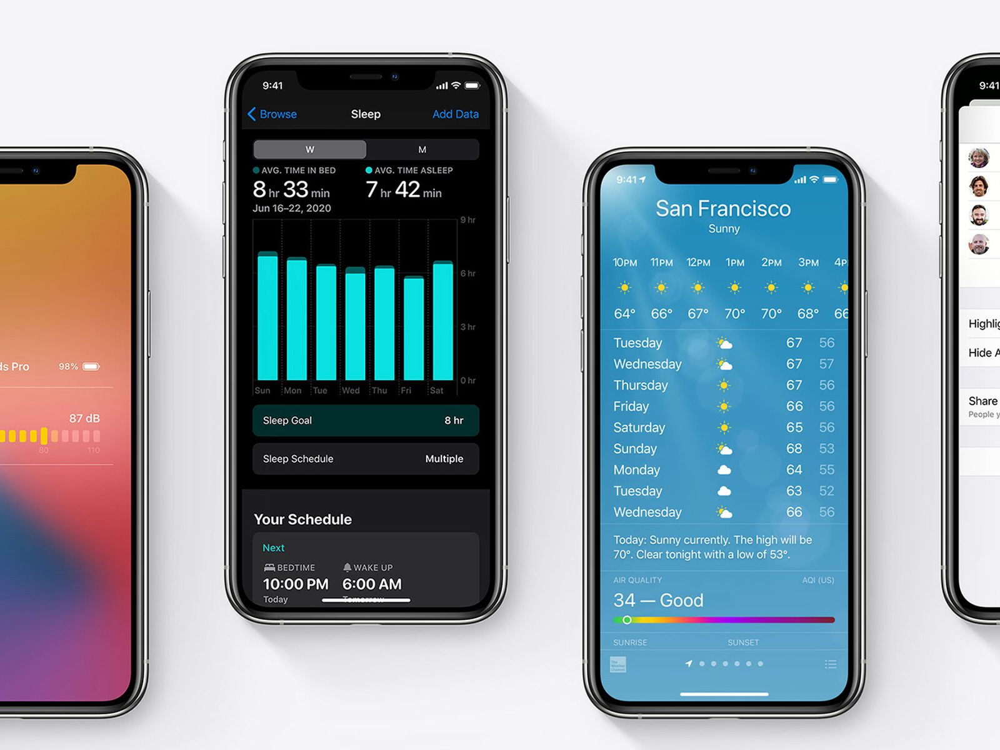 ds Pro
98%
87 dB
80 110
9:41
Browse Sleep Add Data
W M
AVG. TIME IN BED AVG. TIME ASLEEP
8 hr 33 min 7 hr 42 min
Jun 16–22, 2020
9 hr
6 hr
3 hr
0 hr
Sun Mon Tue Wed Thu Fri Sat
Sleep Goal 8 hr
Sleep Schedule Multiple
Your Schedule
Next
BEDTIME WAKE UP
10:00 PM 6:00 AM
Today Tomorrow
9:41
San Francisco
Sunny
10PM 11PM 12PM 1PM 2PM 3PM 4P
64° 66° 67° 70° 70° 68° 66
Tuesday 67 56
Wednesday 67 57
Thursday 67 56
Friday 66 56
Saturday 65 56
Sunday 68 53
Monday 64 55
Tuesday 63 52
Wednesday 66 56
Today: Sunny currently. The high will be
70°. Clear tonight with a low of 53°.
AIR QUALITY AQI (US)
34 — Good
SUNRISE SUNSET
The
Weather
Channel
9:41
Highlig
Hide A
Share
People y